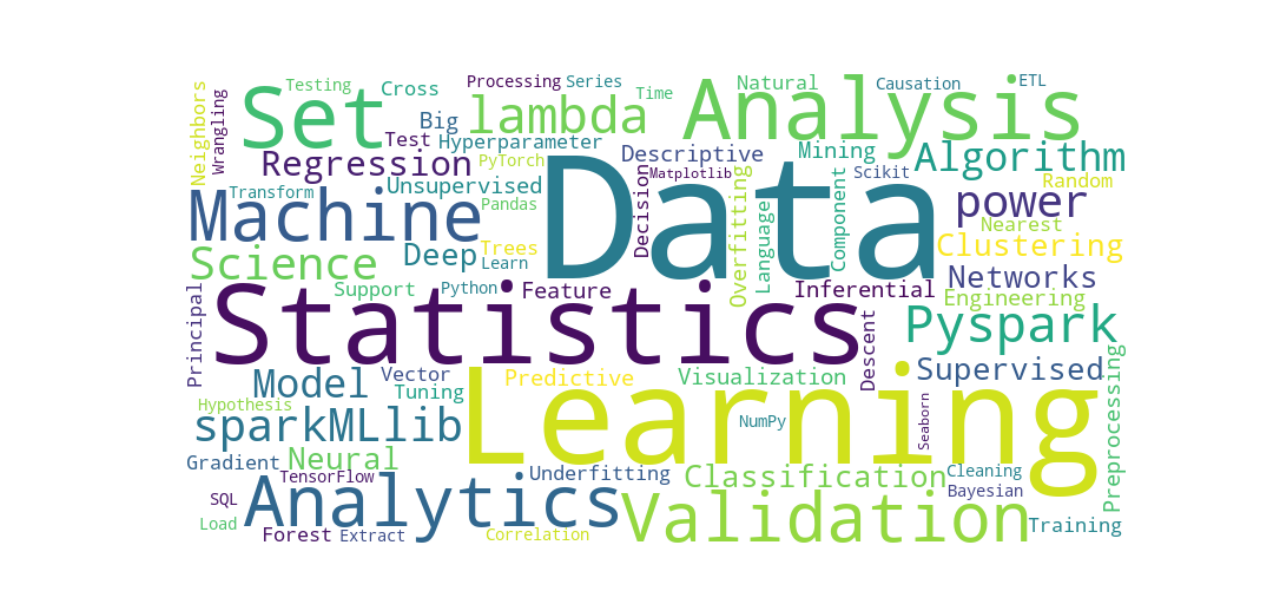 Neighbors
Wrangling
Testing
Set
Cross
Processing
Series
Time
Big
lambda
Analysis
Natural
Causation
ETL
Test
Hyperparameter
Regression
PyTorch
Descriptive
Mining
Algorithm
Matplotlib
Scikit
Random
Transform
Unsupervised
Pandas
Machine
Data
Decision
Overfitting
Language
Component
power
Nearest
Science
Deep
Trees
Learn
Clustering
Networks
Principal
Support
Python
Feature
Inferential
Engineering
Statistics
Descent
Pyspark
Model
Vector
Tuning
Predictive
Visualization
Supervised
Preprocessing
Hypothesis
sparkMLlib
Learning
NumPy
Seaborn
Gradient
Neural
TensorFlow
Underfitting
Classification
Cleaning
Bayesian
SQL
Analytics
Validation
Load
Forest
Extract
Correlation
Training